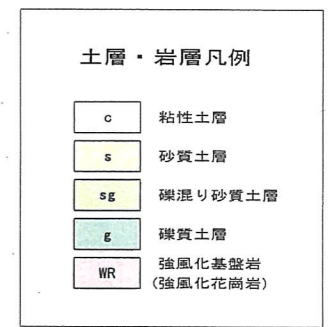 土層・岩層凡例
c 粘性土層
s 砂質土層
sg 礫混り砂質土層
g 礫質土層
WR 強風化基盤岩
(強風化花崗岩)